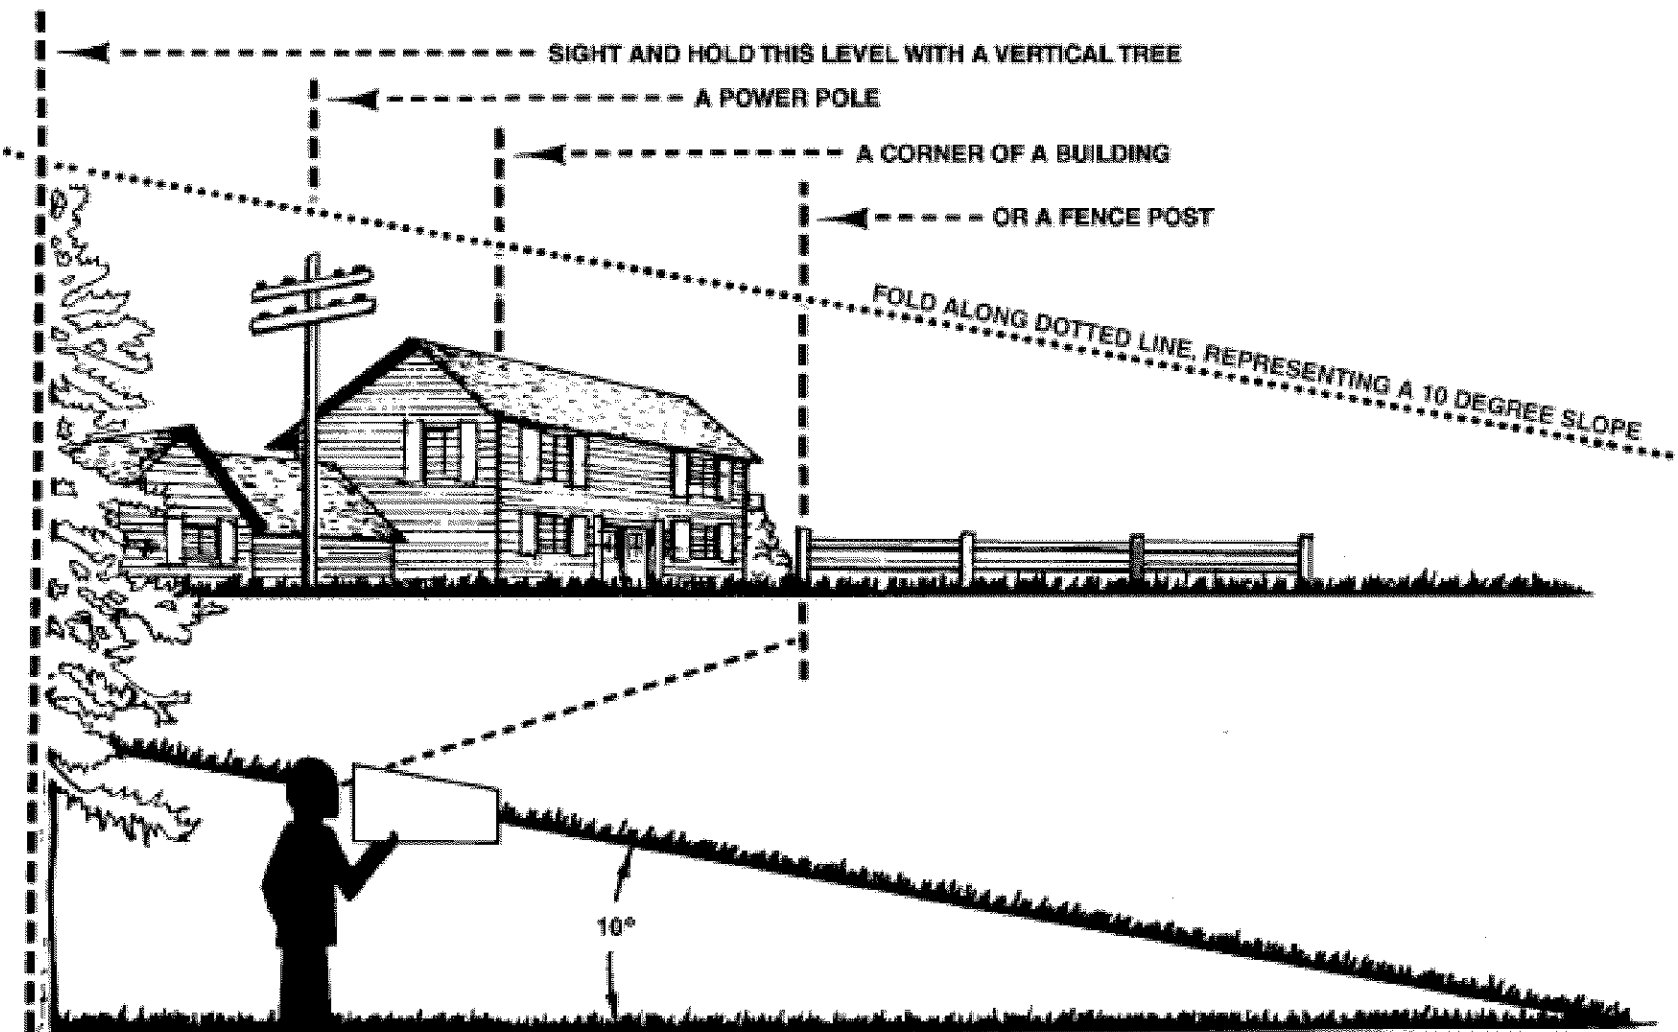 SIGHT AND HOLD THIS LEVEL WITH A VERTICAL TREE
A POWER POLE
A CORNER OF A BUILDING
OR A FENCE POST
FOLD ALONG DOTTED LINE, REPRESENTING A 10 DEGREE SLOPE
10°